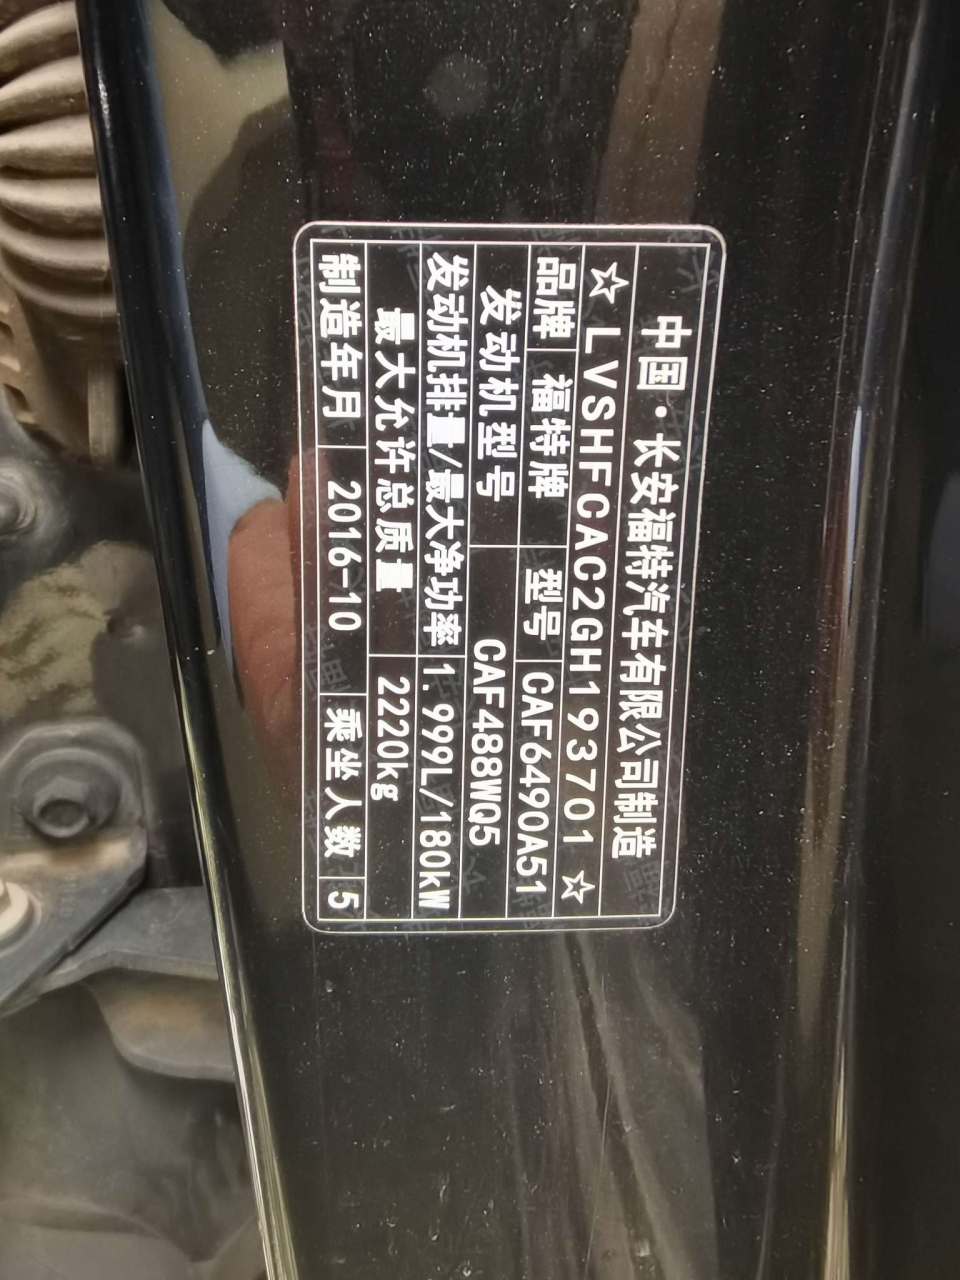 中国·长安福特汽车有限公司制造
☆LVSHFCAC2GH193701☆
品牌 福特牌 型号 CAF6490A51
发动机型号 CAF488WQ5
发动机排量/最大净功率 1.999L/180kW
最大允许总质量 2220kg
制造年月 2016-10 乘坐人数 5